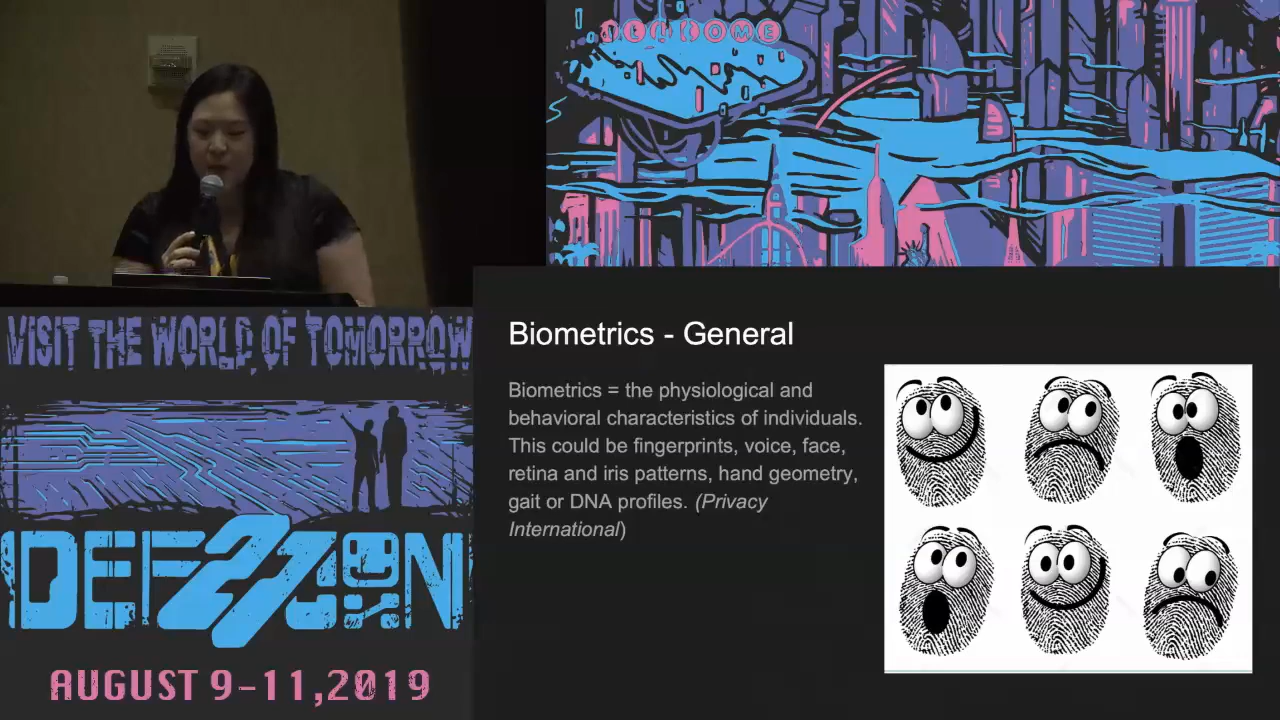 WELCOME
VISIT THE WORLD OF TOMORROW
DEF CON
27
AUGUST 9-11,2019
Biometrics - General
Biometrics = the physiological and
behavioral characteristics of individuals.
This could be fingerprints, voice, face,
retina and iris patterns, hand geometry,
gait or DNA profiles. (Privacy
International)